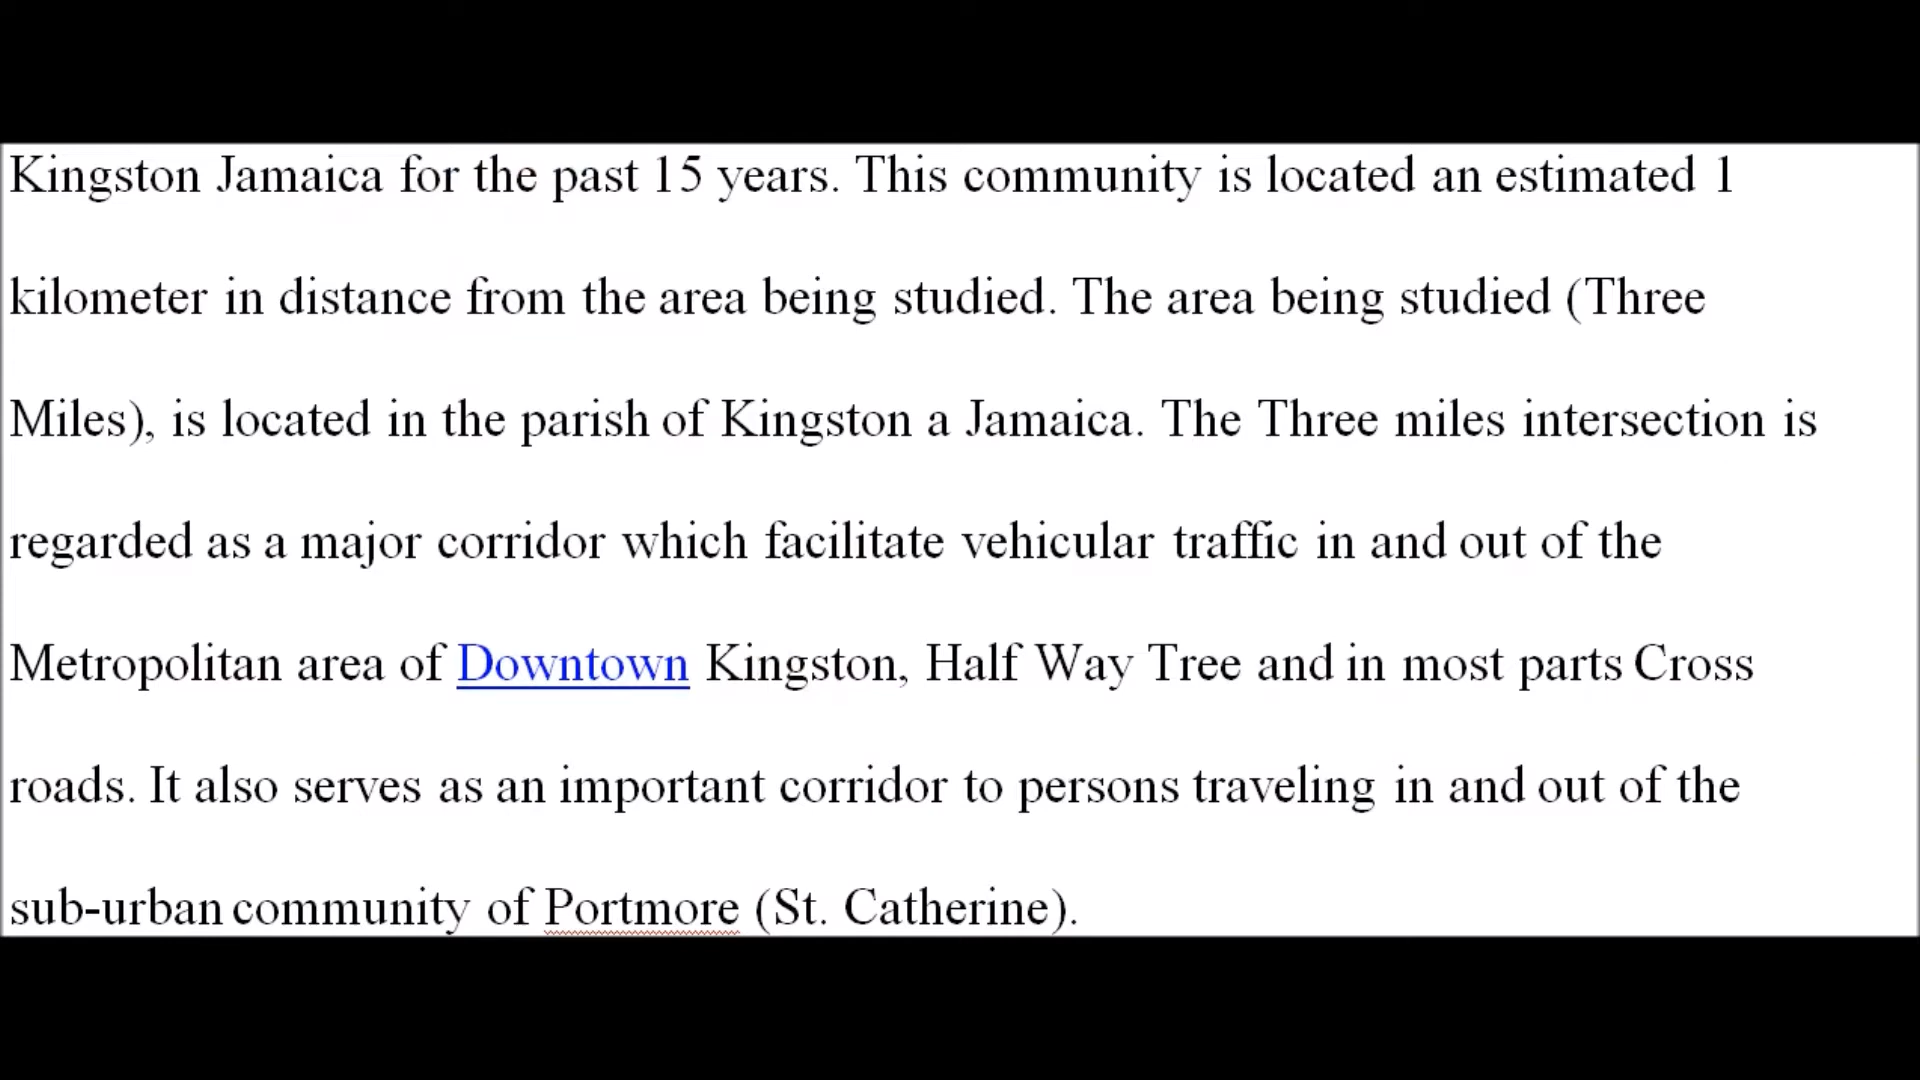 Kingston Jamaica for the past 15 years. This community is located an estimated 1
kilometer in distance from the area being studied. The area being studied (Three
Miles), is located in the parish of Kingston a Jamaica. The Three miles intersection is
regarded as a major corridor which facilitate vehicular traffic in and out of the
Metropolitan area of Downtown Kingston, Half Way Tree and in most parts Cross
roads. It also serves as an important corridor to persons traveling in and out of the
sub-urban community of Portmore (St. Catherine).